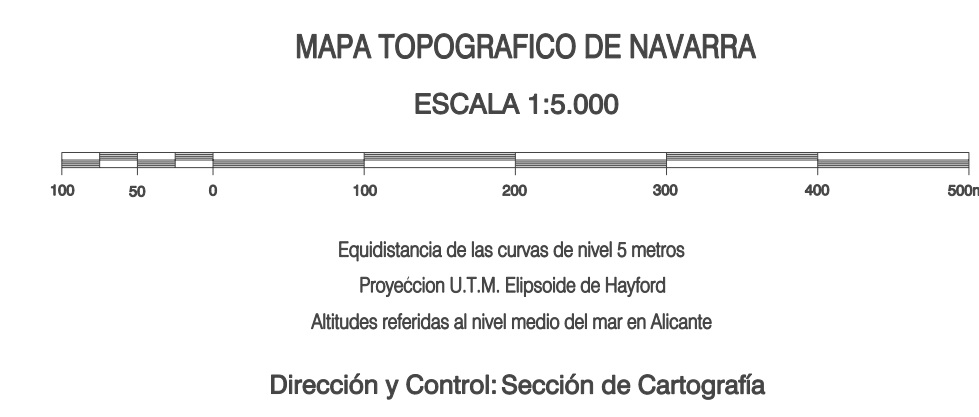 MAPA TOPOGRAFICO DE NAVARRA
ESCALA 1:5.000
100 50 0 100 200 300 400 500m
Equidistancia de las curvas de nivel 5 metros
Proyeccion U.T.M. Elipsoide de Hayford
Altitudes referidas al nivel medio del mar en Alicante
Dirección y Control: Sección de Cartografía